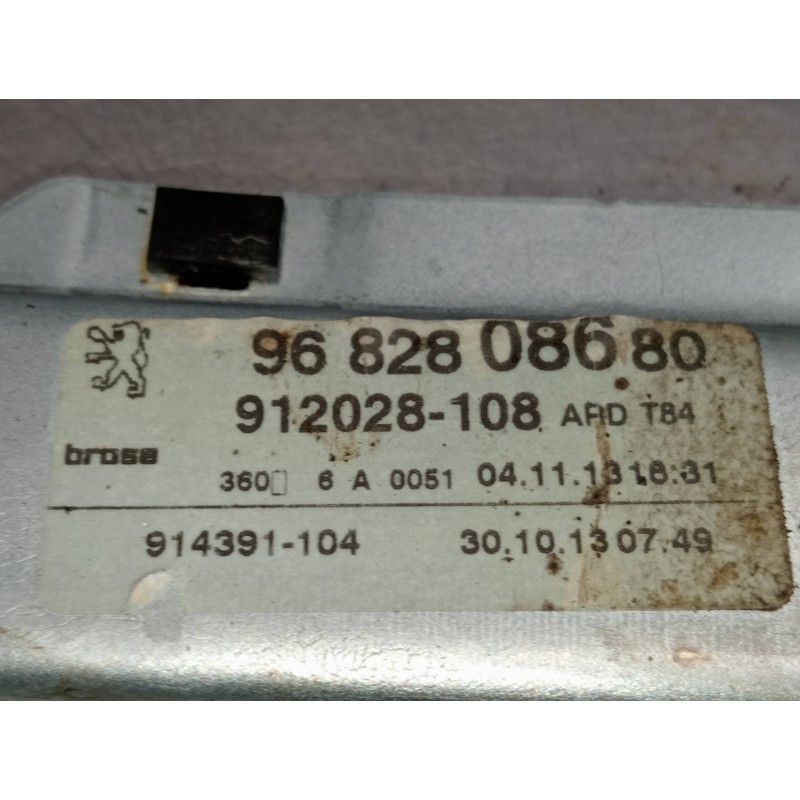 96 828 086 80
912028-108 ARD T84
brose
360▯ 6 A 0051 04.11.13 18:31
914391-104 30.10.13 07.49